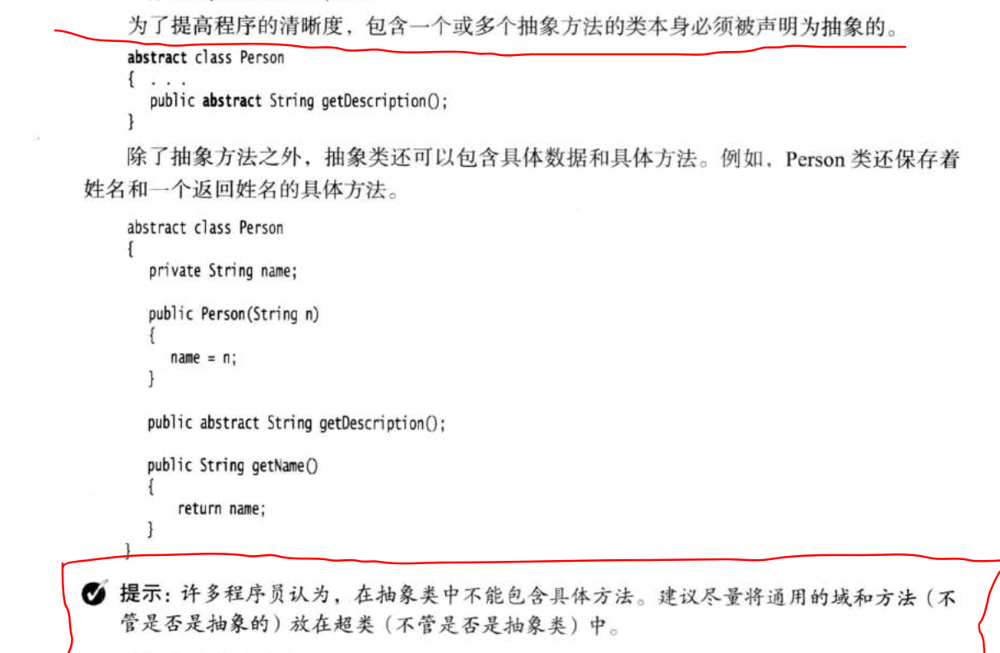 为了提高程序的清晰度，包含一个或多个抽象方法的类本身必须被声明为抽象的。
abstract class Person
{ . . .
public abstract String getDescription();
}
除了抽象方法之外，抽象类还可以包含具体数据和具体方法。例如，Person 类还保存着
姓名和一个返回姓名的具体方法。
abstract class Person
{
private String name;
public Person(String n)
{
name = n;
}
public abstract String getDescription();
public String getName()
{
return name;
}
}
提示：许多程序员认为，在抽象类中不能包含具体方法。建议尽量将通用的域和方法（不
管是否是抽象的）放在超类（不管是否是抽象类）中。